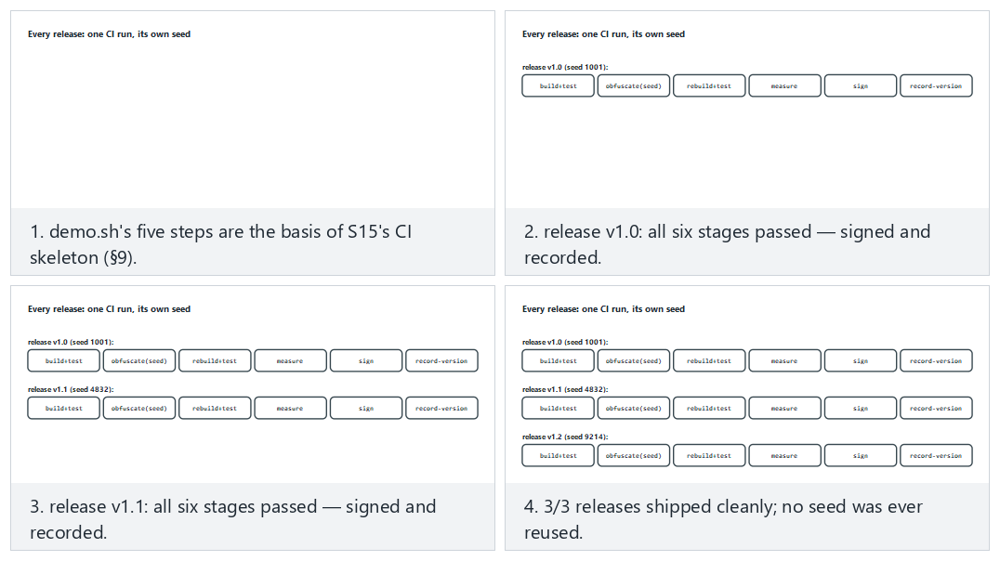 Every release: one CI run, its own seed
1. demo.sh's five steps are the basis of S15's CI
skeleton (§9).
Every release: one CI run, its own seed
release v1.0 (seed 1001):
build+test obfuscate(seed) rebuild+test measure sign record-version
2. release v1.0: all six stages passed — signed and
recorded.
Every release: one CI run, its own seed
release v1.0 (seed 1001):
build+test obfuscate(seed) rebuild+test measure sign record-version
release v1.1 (seed 4832):
build+test obfuscate(seed) rebuild+test measure sign record-version
3. release v1.1: all six stages passed — signed and
recorded.
Every release: one CI run, its own seed
release v1.0 (seed 1001):
build+test obfuscate(seed) rebuild+test measure sign record-version
release v1.1 (seed 4832):
build+test obfuscate(seed) rebuild+test measure sign record-version
release v1.2 (seed 9214):
build+test obfuscate(seed) rebuild+test measure sign record-version
4. 3/3 releases shipped cleanly; no seed was ever
reused.